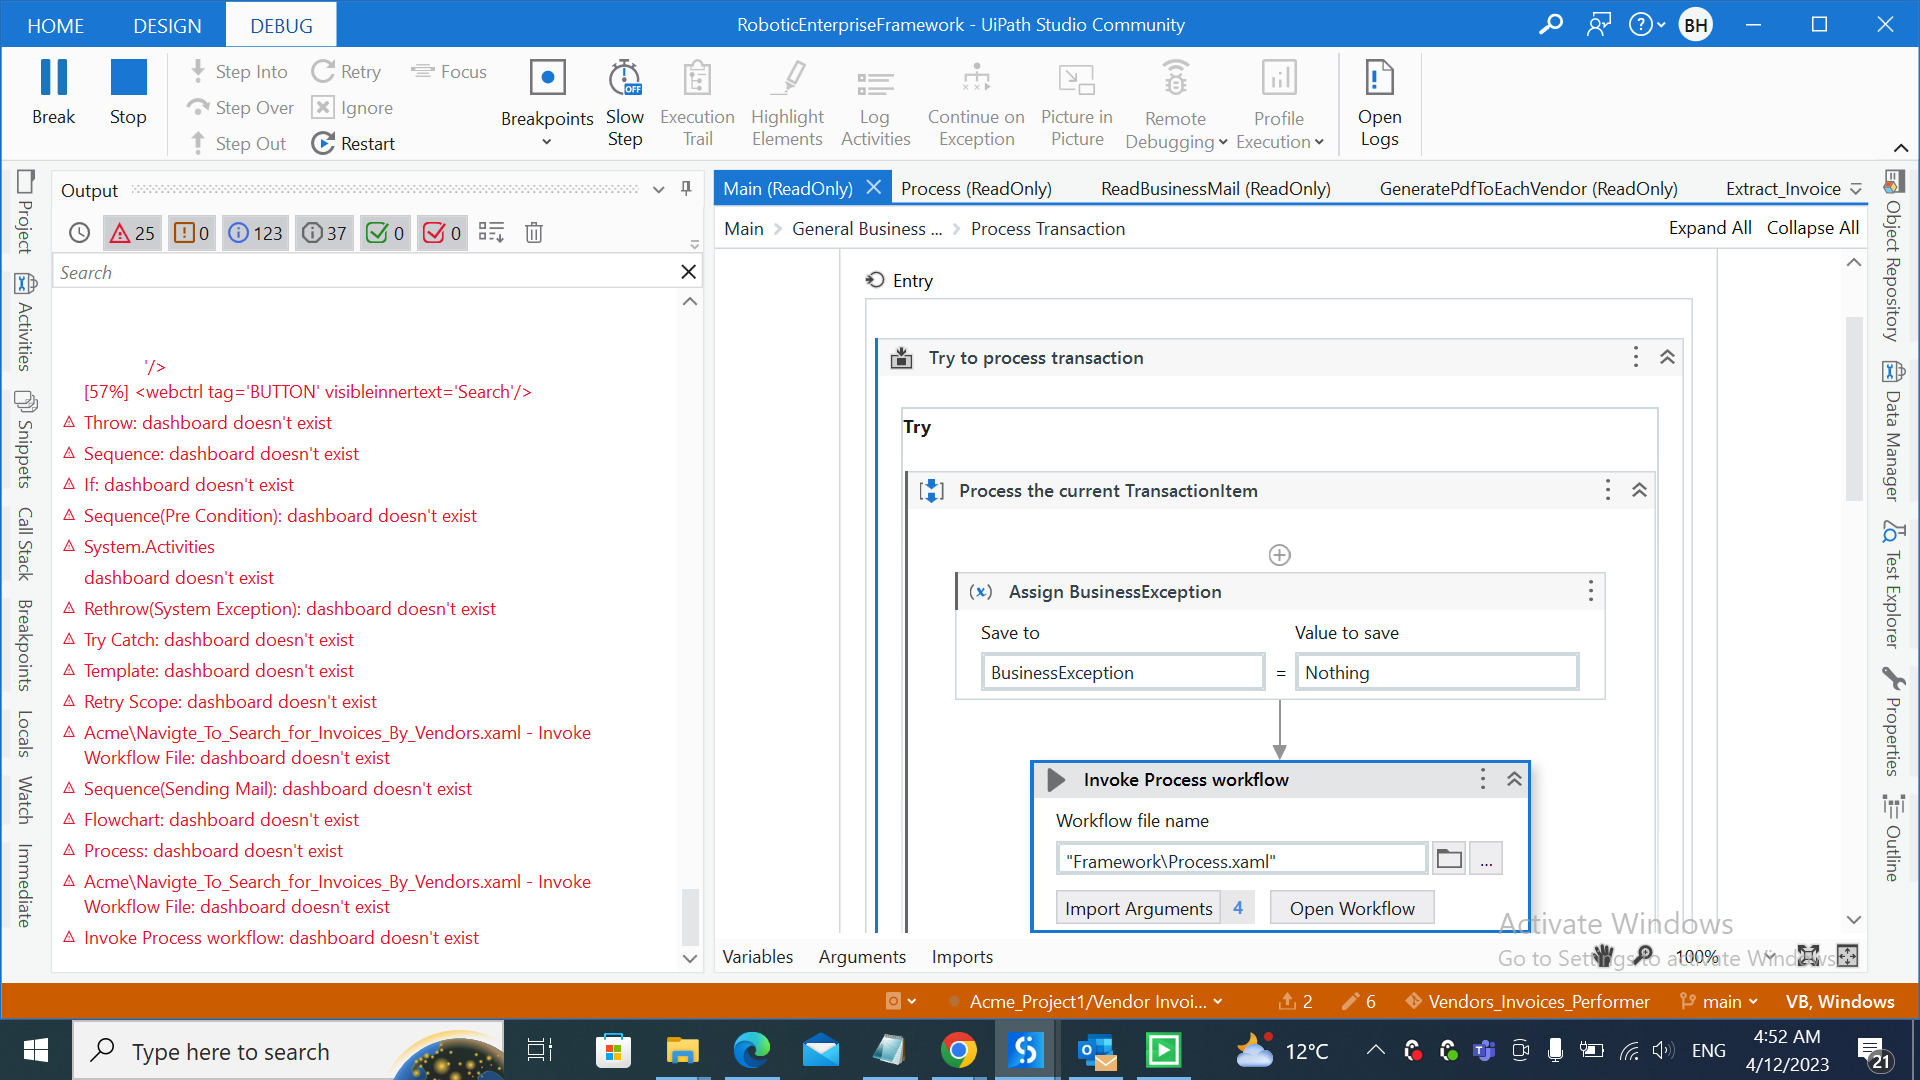 HOME
DESIGN
DEBUG
RoboticEnterpriseFramework - UiPath Studio Community
BH
Break
Stop
Step Into
Step Over
Step Out
Retry
Ignore
Restart
Focus
Breakpoints
Slow
Step
OFF
Execution
Trail
Highlight
Elements
Log
Activities
Continue on
Exception
Picture in
Picture
Remote
Debugging
Profile
Execution
Open
Logs
Project
Activities
Snippets
Call Stack
Breakpoints
Locals
Watch
Immediate
Output
25
0
123
37
0
0
Search
'/>
[57%] <webctrl tag='BUTTON' visibleinnertext='Search'/>
Throw: dashboard doesn't exist
Sequence: dashboard doesn't exist
If: dashboard doesn't exist
Sequence(Pre Condition): dashboard doesn't exist
System.Activities
dashboard doesn't exist
Rethrow(System Exception): dashboard doesn't exist
Try Catch: dashboard doesn't exist
Template: dashboard doesn't exist
Retry Scope: dashboard doesn't exist
Acme\Navigte_To_Search_for_Invoices_By_Vendors.xaml - Invoke
Workflow File: dashboard doesn't exist
Sequence(Sending Mail): dashboard doesn't exist
Flowchart: dashboard doesn't exist
Process: dashboard doesn't exist
Acme\Navigte_To_Search_for_Invoices_By_Vendors.xaml - Invoke
Workflow File: dashboard doesn't exist
Invoke Process workflow: dashboard doesn't exist
Main (ReadOnly)
Process (ReadOnly)
ReadBusinessMail (ReadOnly)
GeneratePdfToEachVendor (ReadOnly)
Extract_Invoice
Main > General Business ... > Process Transaction
Expand All
Collapse All
Entry
Try to process transaction
Try
Process the current TransactionItem
(x) Assign BusinessException
Save to
Value to save
BusinessException
=
Nothing
Invoke Process workflow
Workflow file name
"Framework\Process.xaml"
...
Import Arguments 4
Open Workflow
Variables
Arguments
Imports
100%
Activate Windows
Go to Settings to activate Windows.
Object Repository
Data Manager
Test Explorer
Properties
Outline
Acme_Project1/Vendor Invoi...
2
6
Vendors_Invoices_Performer
main
VB, Windows
Type here to search
12°C
ENG
4:52 AM
4/12/2023
21